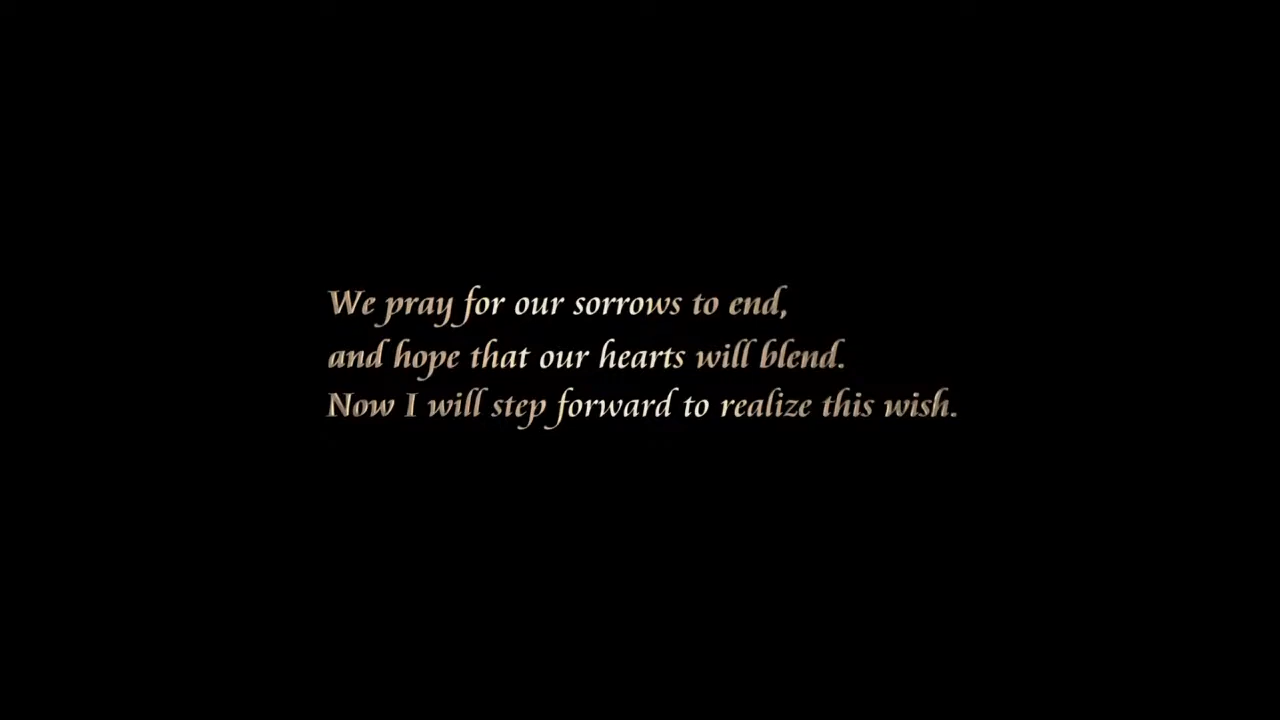 We pray for our sorrows to end,
and hope that our hearts will blend.
Now I will step forward to realize this wish.